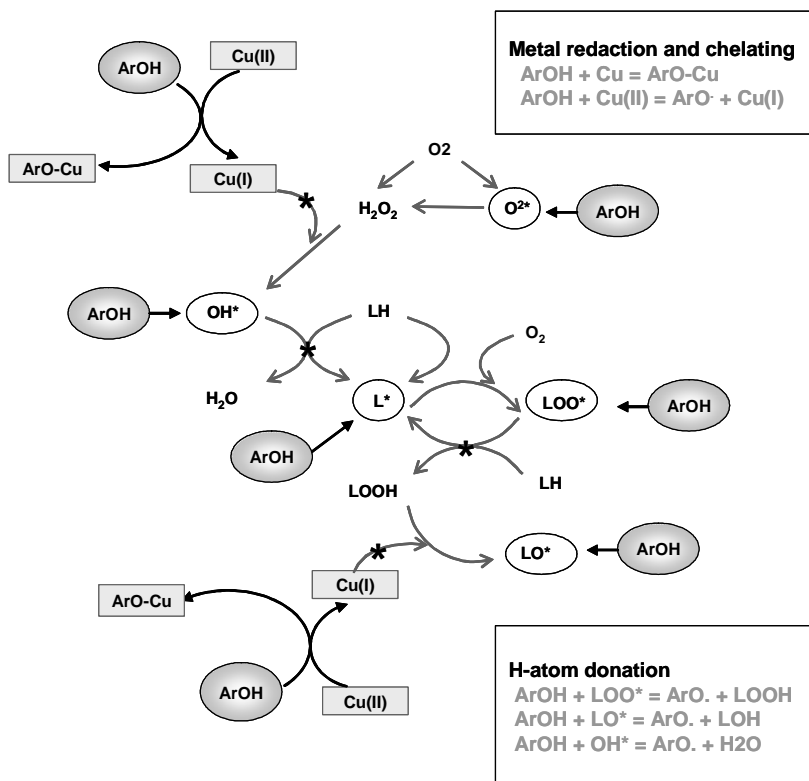 Metal redaction and chelating
ArOH + Cu = ArO-Cu
ArOH + Cu(II) = ArO· + Cu(I)
ArOH
Cu(II)
ArO-Cu
Cu(I)
*
O2
H₂O₂
O²*
ArOH
ArOH
OH*
LH
*
O₂
H₂O
L*
LOO*
ArOH
ArOH
*
LOOH
LH
*
LO*
ArOH
Cu(I)
ArO-Cu
ArOH
Cu(II)
H-atom donation
ArOH + LOO* = ArO. + LOOH
ArOH + LO* = ArO. + LOH
ArOH + OH* = ArO. + H2O